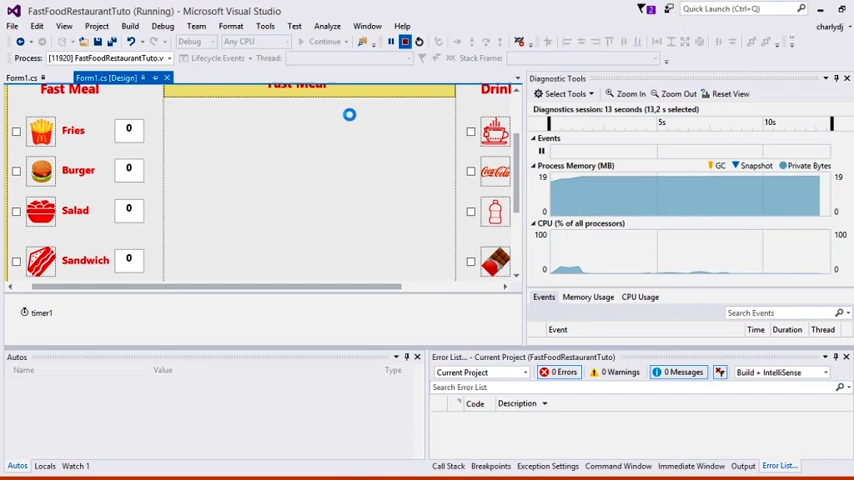 FastFoodRestaurantTuto (Running) - Microsoft Visual Studio
2
Quick Launch (Ctrl+Q)
File Edit View Project Build Debug Team Tools Test Analyze Window Help
charlydj
Debug Any CPU Continue
Process: [11920] FastFoodRestaurantTuto.v Lifecycle Events Thread: Stack Frame:
Form1.cs Form1.cs [Design]
Fast Meal
Fast Meal
Drin
Fries 0
Burger 0
Salad 0
Sandwich 0
Coca-Cola
timer1
Diagnostic Tools
Select Tools Zoom In Zoom Out Reset View
Diagnostics session: 13 seconds (13,2 s selected)
5s 10s
Events
Process Memory (MB) GC Snapshot Private Bytes
19 19
0 0
CPU (% of all processors)
100 100
0 0
Events Memory Usage CPU Usage
Search Events
Event Time Duration Thread
Autos
Name Value Type
Autos Locals Watch 1
Error List... - Current Project (FastFoodRestaurantTuto)
Current Project 0 Errors 0 Warnings 0 Messages Build + IntelliSense
Search Error List
Code Description
Call Stack Breakpoints Exception Settings Command Window Immediate Window Output Error List...